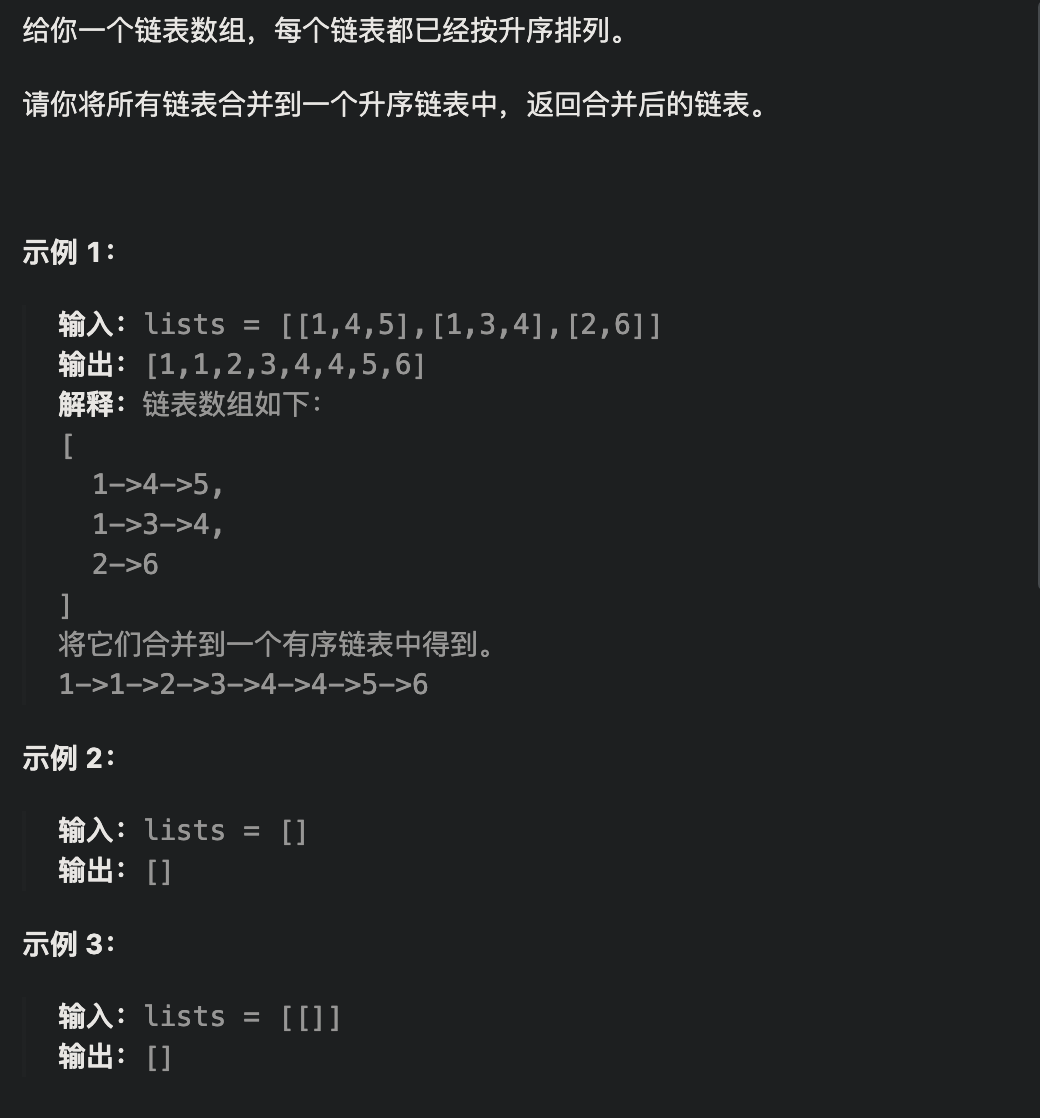 给你一个链表数组，每个链表都已经按升序排列。
请你将所有链表合并到一个升序链表中，返回合并后的链表。
示例 1：
输入：lists = [[1,4,5],[1,3,4],[2,6]]
输出：[1,1,2,3,4,4,5,6]
解释：链表数组如下：
[
  1->4->5,
  1->3->4,
  2->6
]
将它们合并到一个有序链表中得到。
1->1->2->3->4->4->5->6
示例 2：
输入：lists = []
输出：[]
示例 3：
输入：lists = [[]]
输出：[]